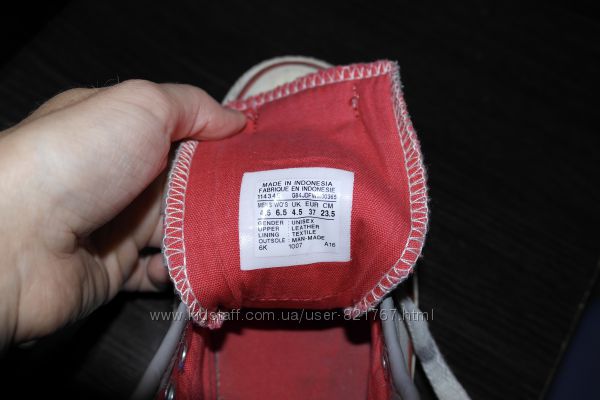 MADE IN INDONESIA
FABRIQUE EN INDONESIE
MEN'S WO'S UK EUR CM
4.5 6.5 4.5 37 23.5
GENDER : UNISEX
UPPER : LEATHER
LINING : TEXTILE
OUTSOLE : MAN-MADE
6K 1007 A16
www.kidstaff.com.ua/user-821767.html